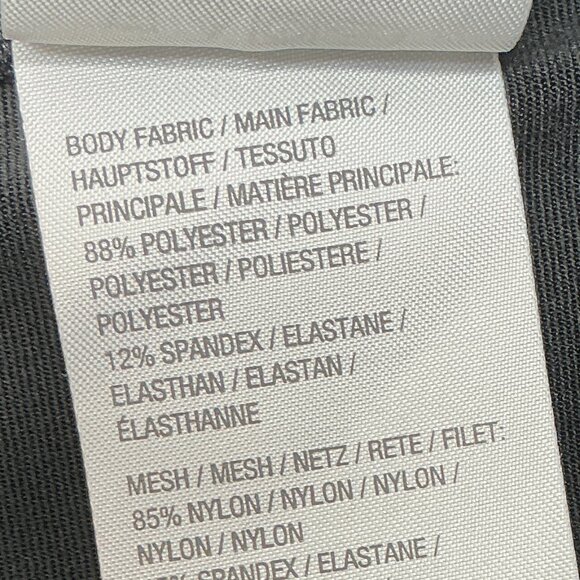 BODY FABRIC / MAIN FABRIC /
HAUPTSTOFF / TESSUTO
PRINCIPALE / MATIÈRE PRINCIPALE:
88% POLYESTER / POLYESTER /
POLYESTER / POLIESTERE /
POLYESTER
12% SPANDEX / ELASTANE /
ELASTHAN / ELASTAN /
ÉLASTHANNE
MESH / MESH / NETZ / RETE / FILET:
85% NYLON / NYLON / NYLON /
NYLON / NYLON
SPANDEX / ELASTANE /